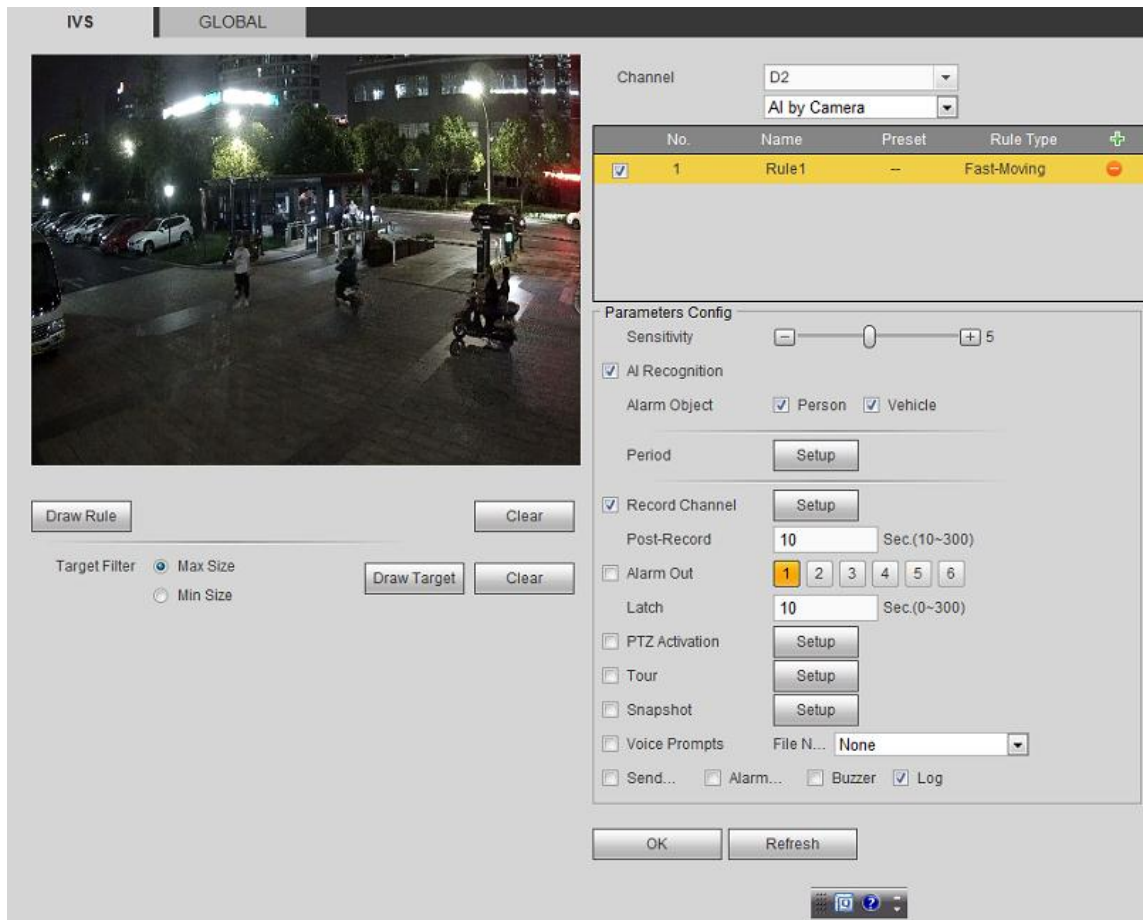 IVS GLOBAL
Channel D2
AI by Camera
No. Name Preset Rule Type
1 Rule1 -- Fast-Moving
Parameters Config
Sensitivity - + 5
AI Recognition
Alarm Object Person Vehicle
Period Setup
Draw Rule Clear
Record Channel Setup
Post-Record 10 Sec.(10~300)
Target Filter Max Size Draw Target Clear
Min Size
Alarm Out 1 2 3 4 5 6
Latch 10 Sec.(0~300)
PTZ Activation Setup
Tour Setup
Snapshot Setup
Voice Prompts File N... None
Send... Alarm... Buzzer Log
OK Refresh